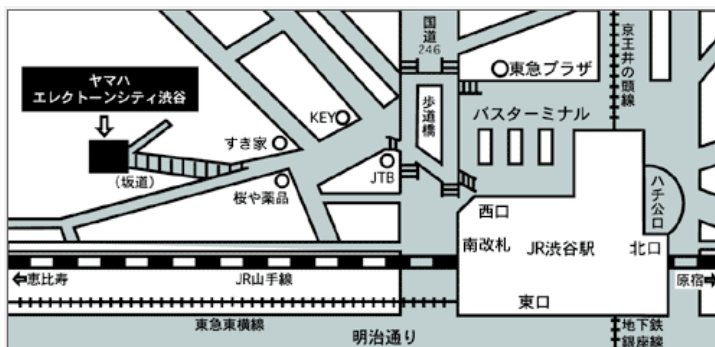 国道
246
京王井の頭線
ヤマハ
エレクトーンシティ渋谷
東急プラザ
KEY
歩道橋
バスターミナル
すき家
JTB
(坂道)
桜や薬品
ハチ公口
西口
南改札
JR渋谷駅
北口
←恵比寿
JR山手線
原宿→
東口
東急東横線
明治通り
地下鉄
銀座線